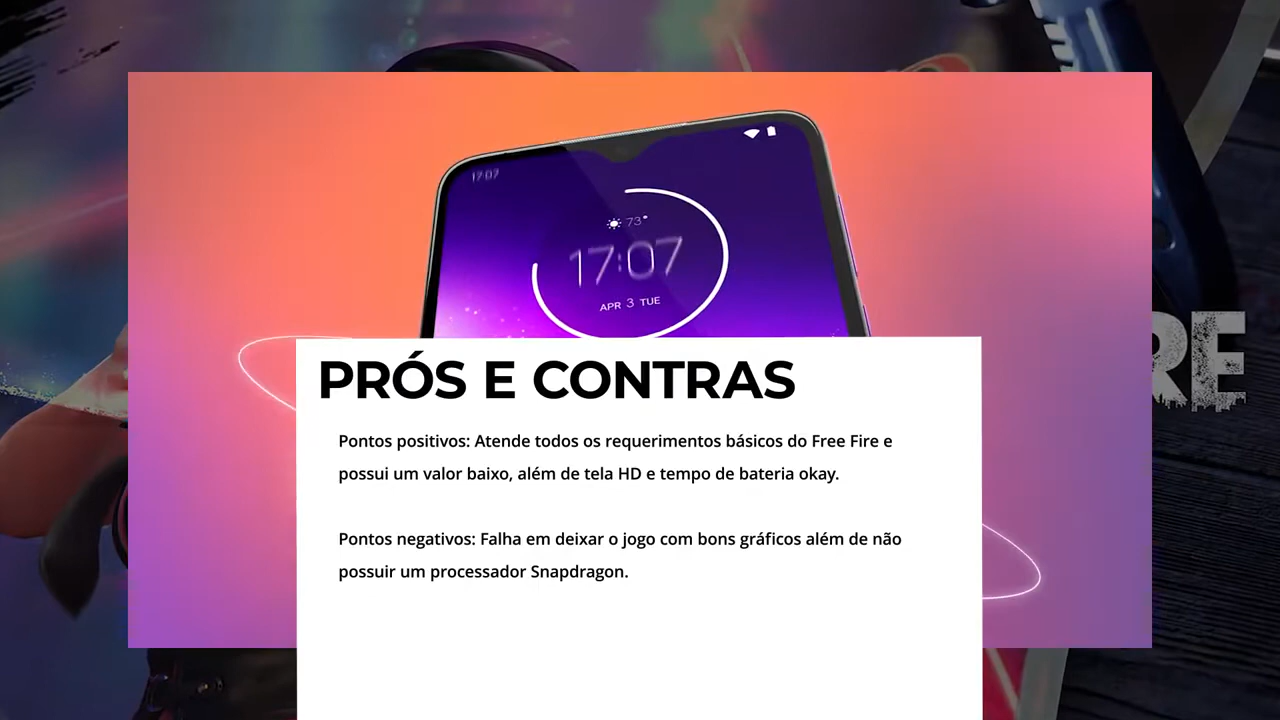 17:07
73°
17:07
APR 3 TUE
RE
PRÓS E CONTRAS
Pontos positivos: Atende todos os requerimentos básicos do Free Fire e
possui um valor baixo, além de tela HD e tempo de bateria okay.
Pontos negativos: Falha em deixar o jogo com bons gráficos além de não
possuir um processador Snapdragon.